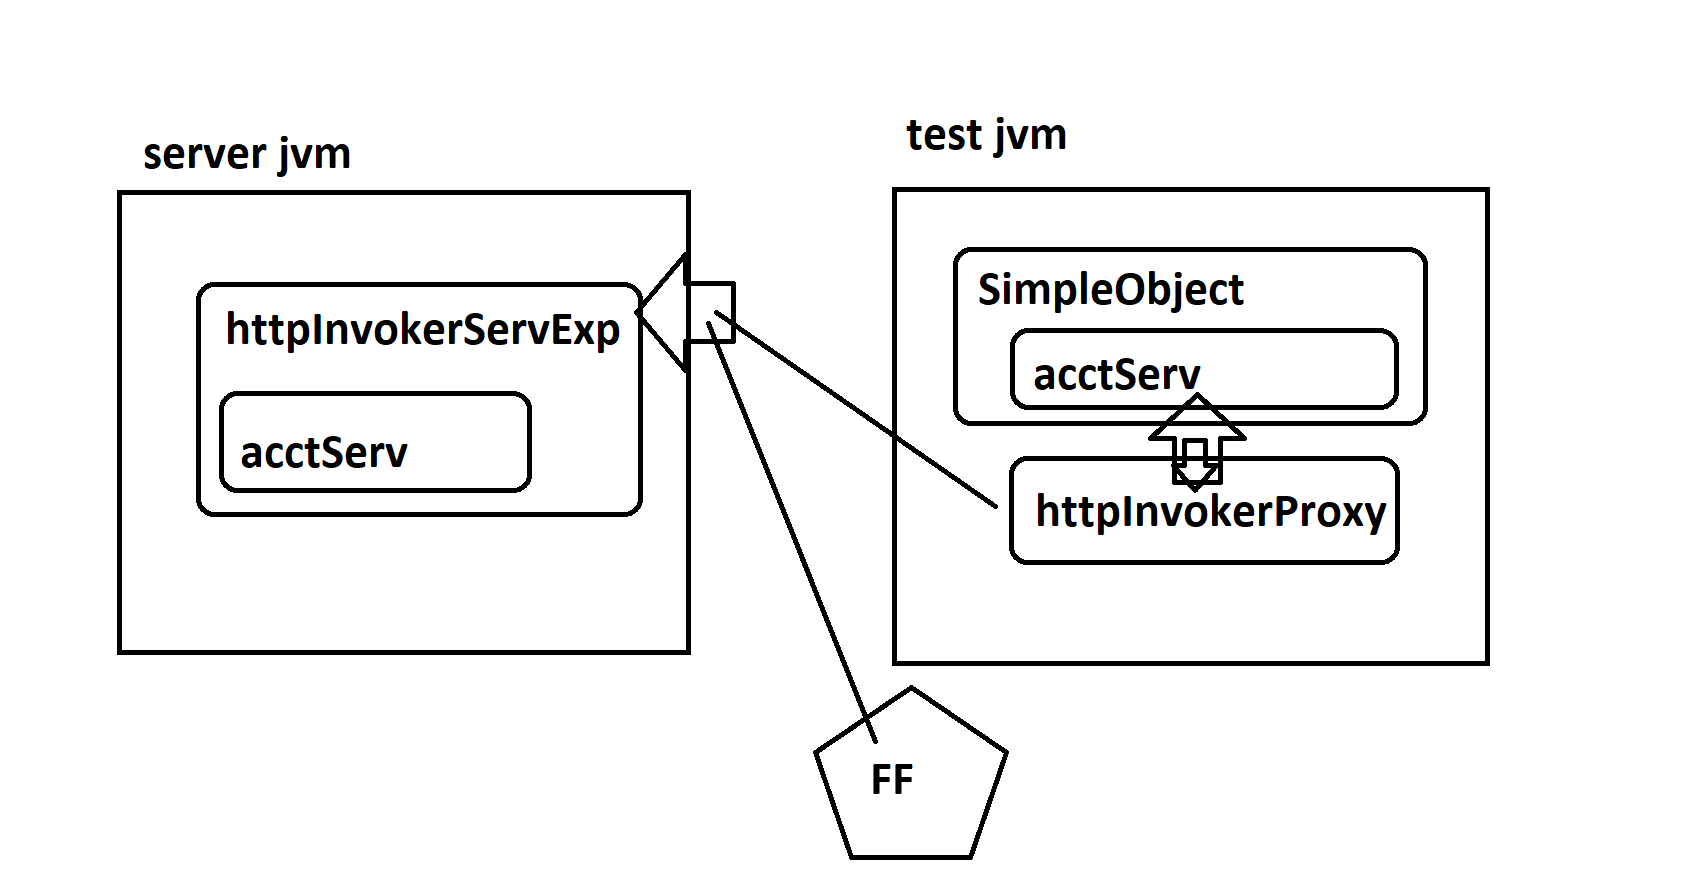 server jvm
test jvm
httpInvokerServExp
acctServ
SimpleObject
acctServ
httpInvokerProxy
FF